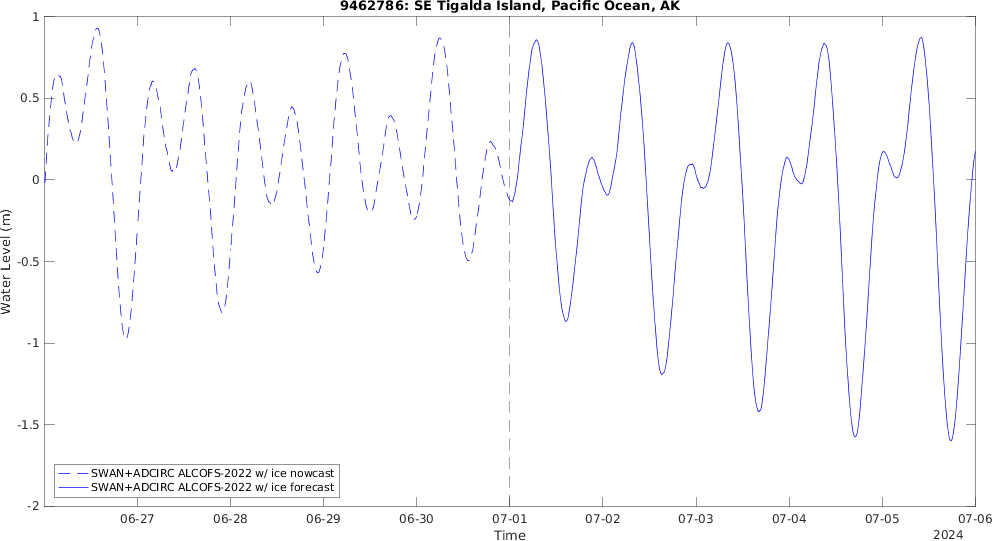 9462786: SE Tigalda Island, Pacific Ocean, AK
1
0.5
0
-0.5
-1
-1.5
-2
Water Level (m)
SWAN+ADCIRC ALCOFS-2022 w/ ice nowcast
SWAN+ADCIRC ALCOFS-2022 w/ ice forecast
06-27 06-28 06-29 06-30 07-01 07-02 07-03 07-04 07-05 07-06
Time
2024